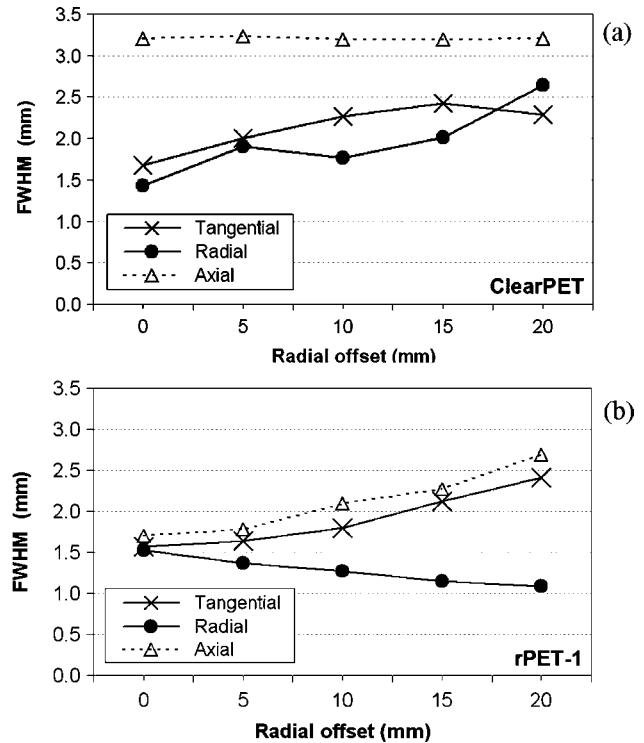 (a)
3.5
3.0
2.5
2.0
1.5
1.0
0.5
0.0
FWHM (mm)
Tangential
Radial
Axial
ClearPET
0 5 10 15 20
Radial offset (mm)
(b)
3.5
3.0
2.5
2.0
1.5
1.0
0.5
0.0
FWHM (mm)
Tangential
Radial
Axial
rPET-1
0 5 10 15 20
Radial offset (mm)